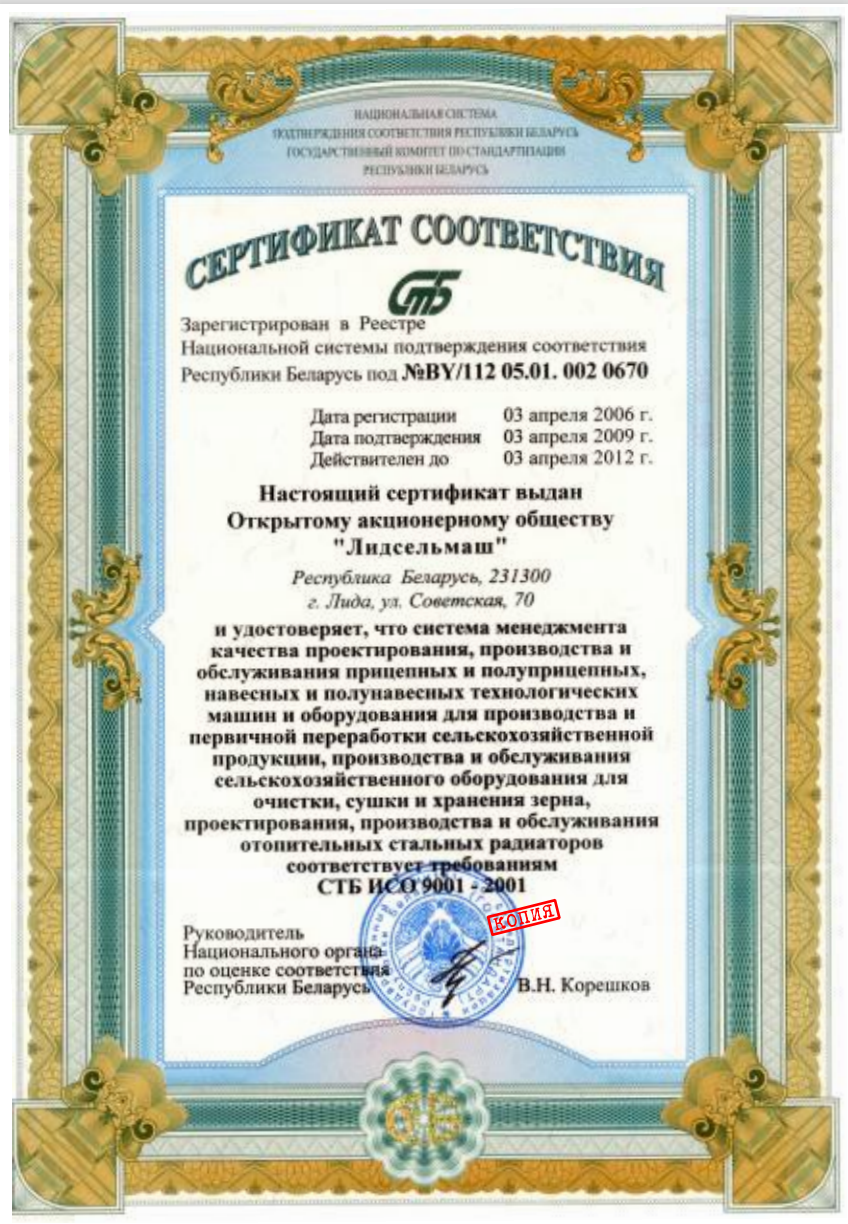 НАЦИОНАЛЬНАЯ СИСТЕМА
ПОДТВЕРЖДЕНИЯ СООТВЕТСТВИЯ РЕСПУБЛИКИ БЕЛАРУСЬ
ГОСУДАРСТВЕННЫЙ КОМИТЕТ ПО СТАНДАРТИЗАЦИИ
РЕСПУБЛИКИ БЕЛАРУСЬ
СЕРТИФИКАТ СООТВЕТСТВИЯ
СТБ
Зарегистрирован в Реестре
Национальной системы подтверждения соответствия
Республики Беларусь под №BY/112 05.01. 002 0670
Дата регистрации 03 апреля 2006 г.
Дата подтверждения 03 апреля 2009 г.
Действителен до 03 апреля 2012 г.
Настоящий сертификат выдан
Открытому акционерному обществу
"Лидсельмаш"
Республика Беларусь, 231300
г. Лида, ул. Советская, 70
и удостоверяет, что система менеджмента
качества проектирования, производства и
обслуживания прицепных и полуприцепных,
навесных и полунавесных технологических
машин и оборудования для производства и
первичной переработки сельскохозяйственной
продукции, производства и обслуживания
сельскохозяйственного оборудования для
очистки, сушки и хранения зерна,
проектирования, производства и обслуживания
отопительных стальных радиаторов
соответствует требованиям
СТБ ИСО 9001 - 2001
КОПИЯ
Руководитель
Национального органа
по оценке соответствия
Республики Беларусь
В.Н. Корешков